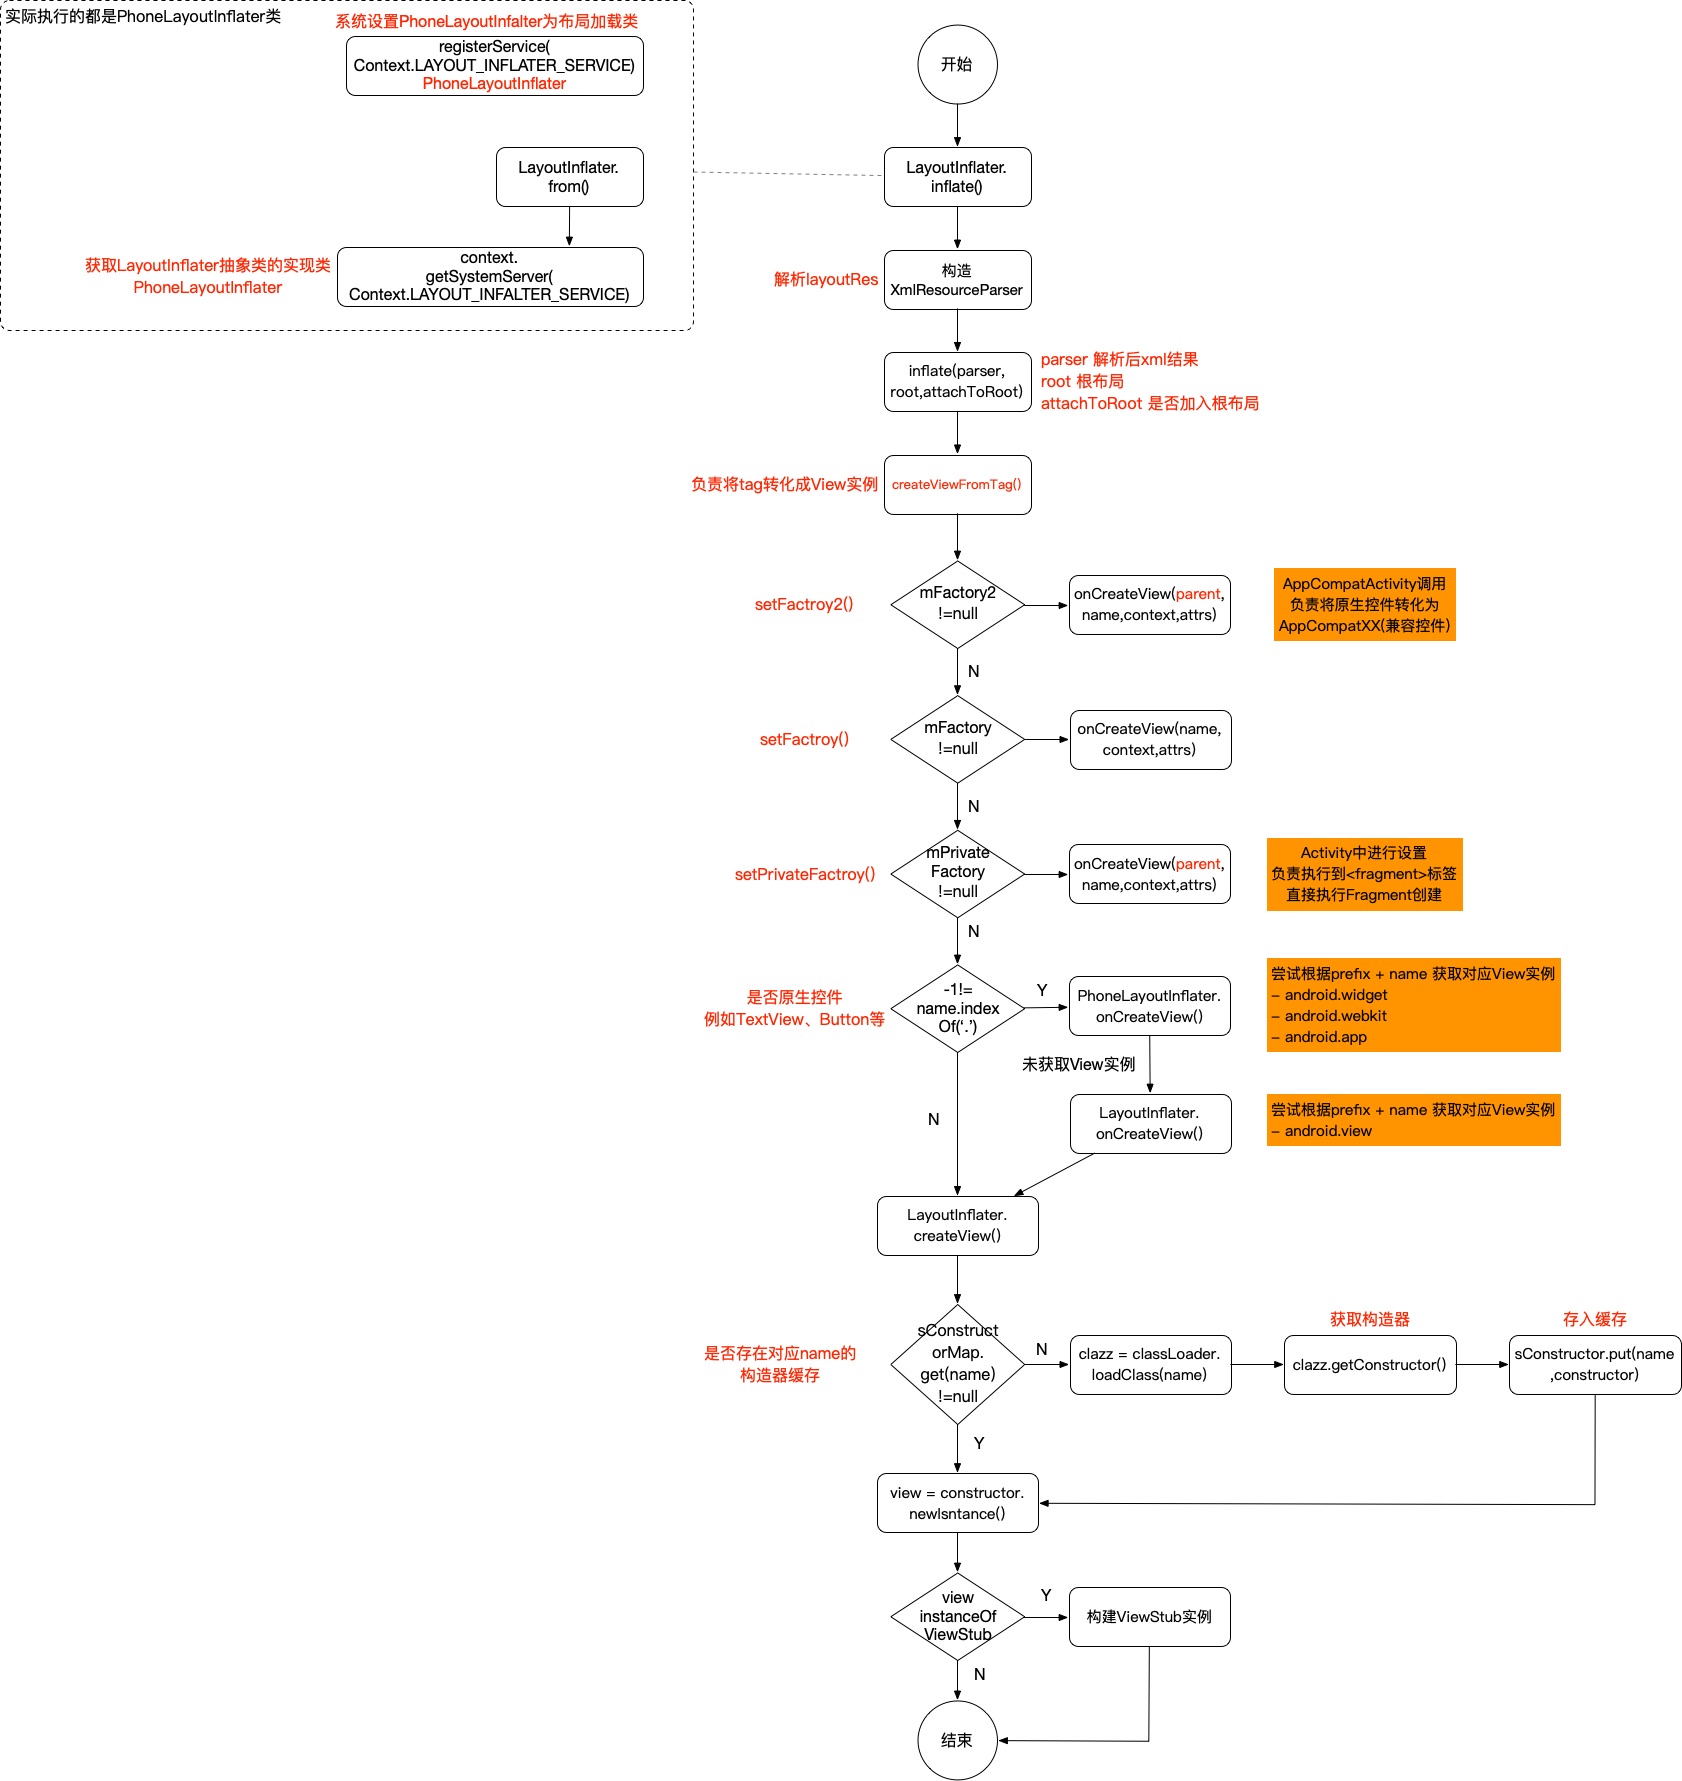 实际执行的都是PhoneLayoutInflater类
系统设置PhoneLayoutInfalter为布局加载类
registerService(
Context.LAYOUT_INFLATER_SERVICE)
PhoneLayoutInflater
LayoutInflater.
from()
获取LayoutInflater抽象类的实现类
PhoneLayoutInflater
context.
getSystemServer(
Context.LAYOUT_INFALTER_SERVICE)
开始
LayoutInflater.
inflate()
解析layoutRes
构造
XmlResourceParser
inflate(parser,
root,attachToRoot)
parser 解析后xml结果
root 根布局
attachToRoot 是否加入根布局
负责将tag转化成View实例
createViewFromTag()
setFactroy2()
mFactory2
!=null
onCreateView(parent,
name,context,attrs)
AppCompatActivity调用
负责将原生控件转化为
AppCompatXX(兼容控件)
N
setFactroy()
mFactory
!=null
onCreateView(name,
context,attrs)
N
setPrivateFactroy()
mPrivate
Factory
!=null
onCreateView(parent,
name,context,attrs)
Activity中进行设置
负责执行到<fragment>标签
直接执行Fragment创建
N
是否原生控件
例如TextView、Button等
-1!=
name.index
Of(‘.’)
Y
PhoneLayoutInflater.
onCreateView()
尝试根据prefix + name 获取对应View实例
- android.widget
- android.webkit
- android.app
未获取View实例
N
LayoutInflater.
onCreateView()
尝试根据prefix + name 获取对应View实例
- android.view
LayoutInflater.
createView()
是否存在对应name的
构造器缓存
sConstruct
orMap.
get(name)
!=null
N
clazz = classLoader.
loadClass(name)
获取构造器
clazz.getConstructor()
存入缓存
sConstructor.put(name
,constructor)
Y
view = constructor.
newIsntance()
view
instanceOf
ViewStub
Y
构建ViewStub实例
N
结束